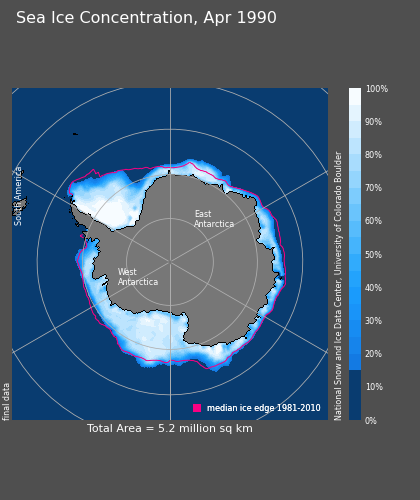 Sea Ice Concentration, Apr 1990
South America
East
Antarctica
West
Antarctica
median ice edge 1981-2010
final data
Total Area = 5.2 million sq km
National Snow and Ice Data Center, University of Colorado Boulder
100%
90%
80%
70%
60%
50%
40%
30%
20%
10%
0%